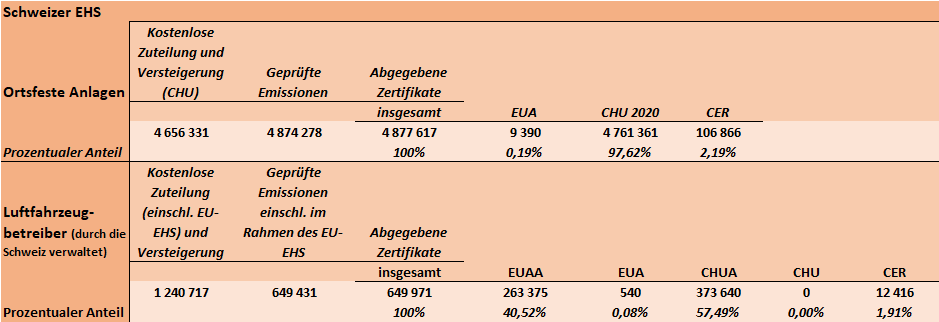 Schweizer EHS
Kostenlose
Zuteilung und
Versteigerung
(CHU)
Geprüfte
Emissionen
Abgegebene
Zertifikate
Ortsfeste Anlagen
insgesamt
EUA
CHU 2020
CER
4 656 331
4 874 278
4 877 617
9 390
4 761 361
106 866
Prozentualer Anteil
100%
0,19%
97,62%
2,19%
Kostenlose
Zuteilung
(einschl. EU-
EHS) und
Versteigerung
Geprüfte
Emissionen
einschl. im
Rahmen des EU-
EHS
Abgegebene
Zertifikate
Luftfahrzeug-
betreiber (durch die
Schweiz verwaltet)
insgesamt
EUAA
EUA
CHUA
CHU
CER
1 240 717
649 431
649 971
263 375
540
373 640
0
12 416
Prozentualer Anteil
100%
40,52%
0,08%
57,49%
0,00%
1,91%